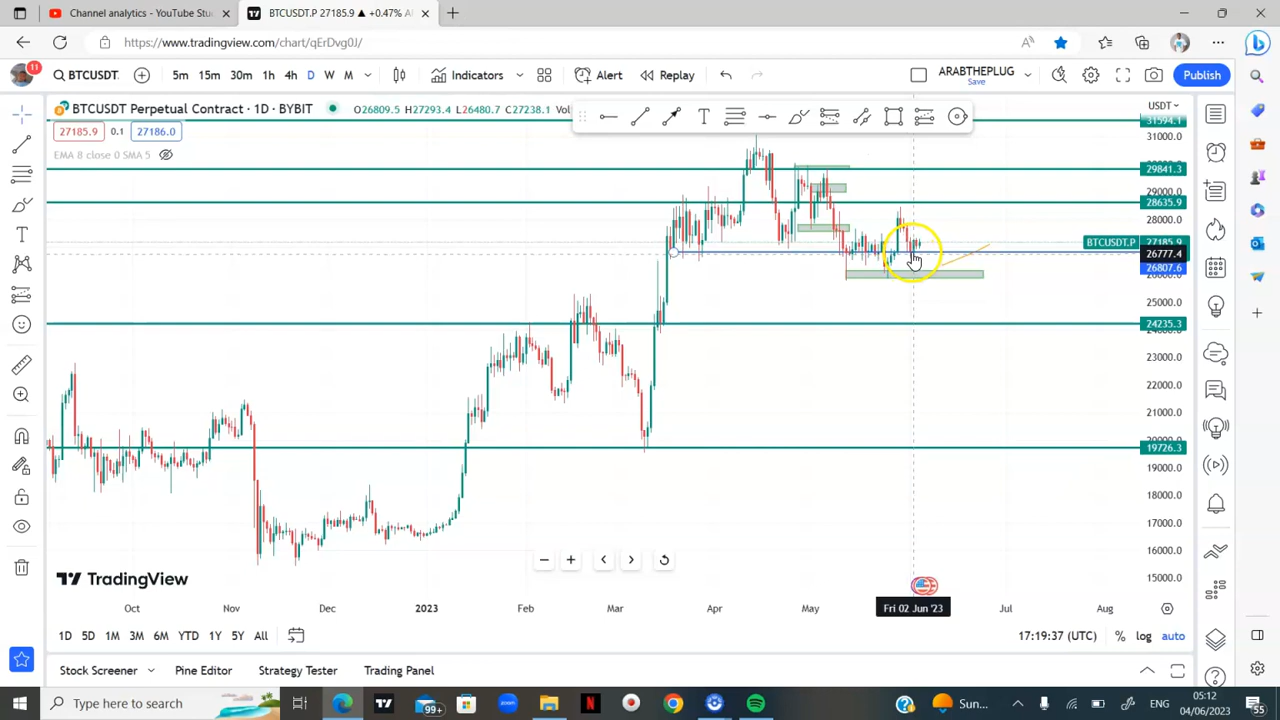 Channel analytics - YouTube Stu
BTCUSDT.P 27185.9 ▲ +0.47% A
https://www.tradingview.com/chart/qErDvg0J/
11
BTCUSDT.
5m 15m 30m 1h 4h D W M
Indicators
Alert
Replay
ARABTHEPLUG
Save
Publish
BTCUSDT Perpetual Contract · 1D · BYBIT
O26809.5 H27293.4 L26480.7 C27238.1 Vol
27185.9 0.1 27186.0
EMA 8 close 0 SMA 5
USDT
31594.1
31000.0
29841.3
29000.0
28635.9
28000.0
BTCUSDT.P 27185.9
26777.4
26807.6
25000.0
24235.3
23000.0
22000.0
21000.0
19726.3
19000.0
18000.0
17000.0
16000.0
15000.0
TradingView
Oct Nov Dec 2023 Feb Mar Apr May Fri 02 Jun '23 Jul Aug
1D 5D 1M 3M 6M YTD 1Y 5Y All
17:19:37 (UTC) % log auto
Stock Screener Pine Editor Strategy Tester Trading Panel
Type here to search
99+
Sun...
ENG
05:12
04/06/2023
55